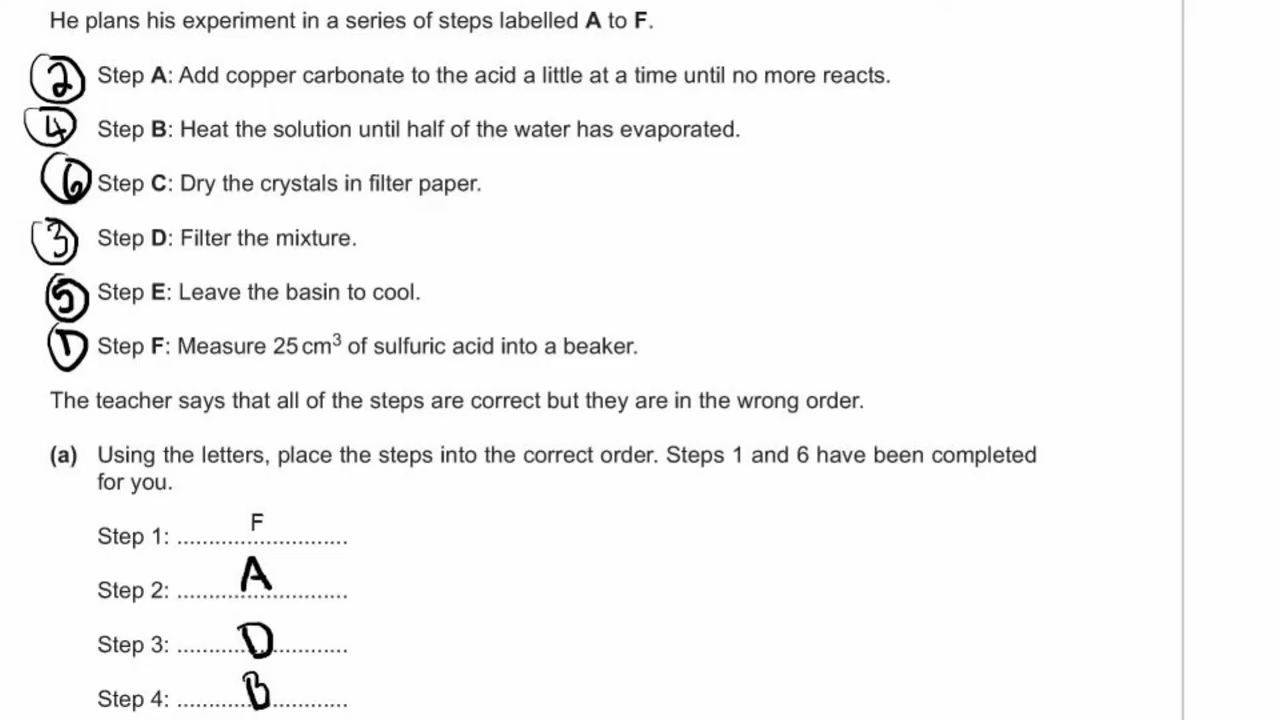 He plans his experiment in a series of steps labelled A to F.
2 Step A: Add copper carbonate to the acid a little at a time until no more reacts.
4 Step B: Heat the solution until half of the water has evaporated.
6 Step C: Dry the crystals in filter paper.
3 Step D: Filter the mixture.
5 Step E: Leave the basin to cool.
1 Step F: Measure 25 cm³ of sulfuric acid into a beaker.
The teacher says that all of the steps are correct but they are in the wrong order.
(a) Using the letters, place the steps into the correct order. Steps 1 and 6 have been completed
for you.
Step 1: ........ F ........
Step 2: ........ A ........
Step 3: ........ D ........
Step 4: ........ B ........